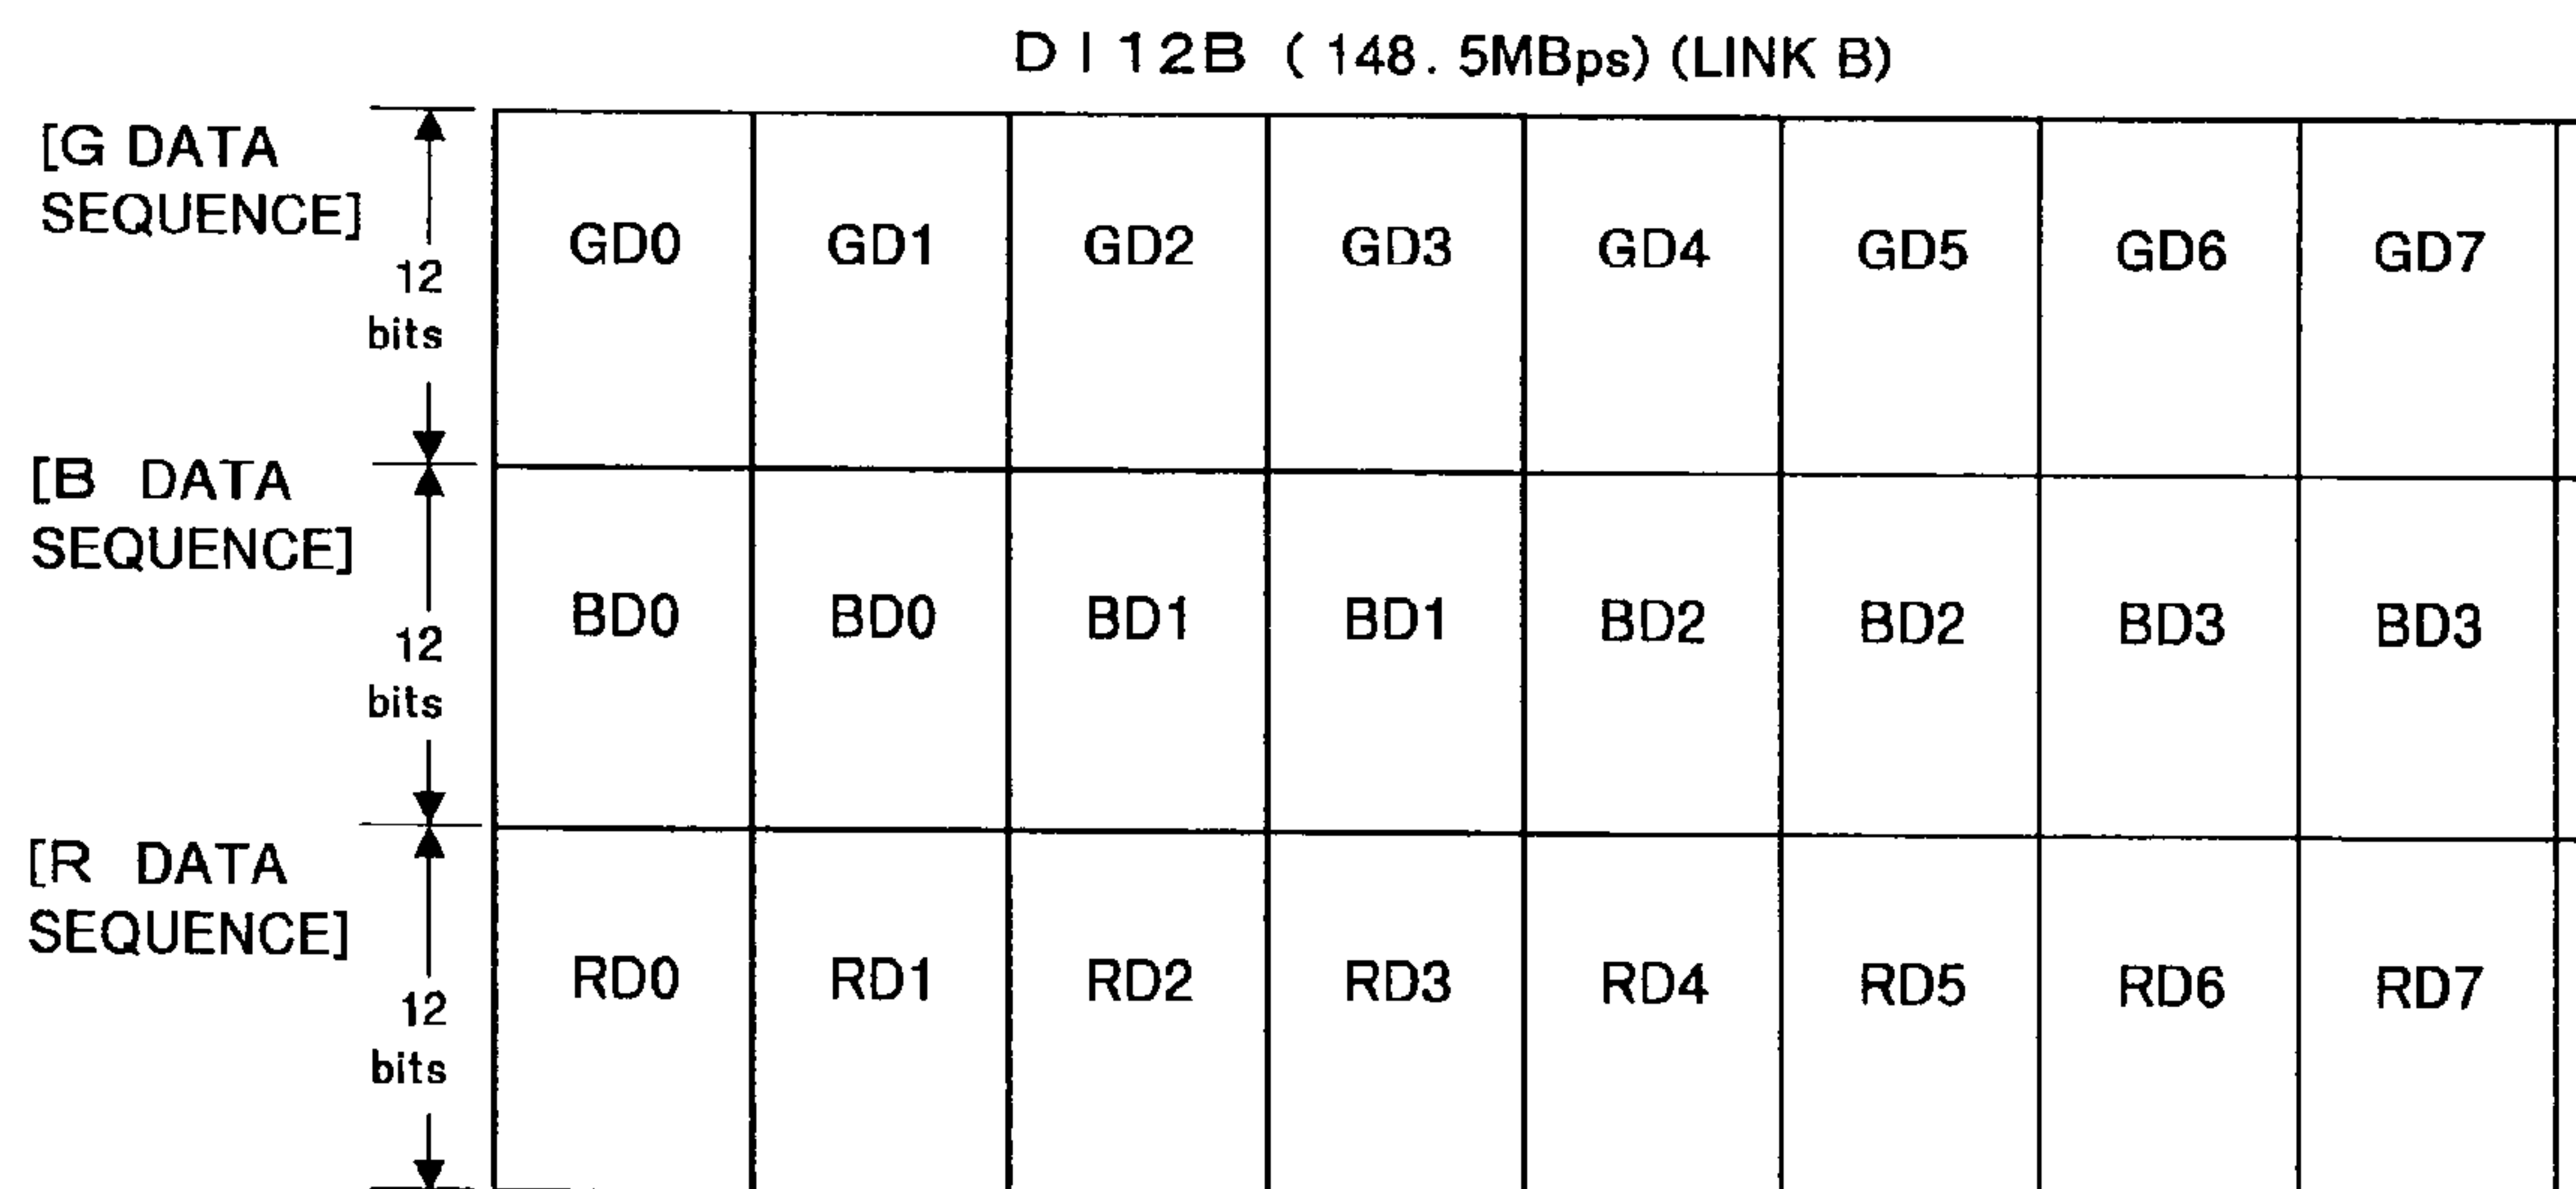 DI12B (148.5MBps) (LINK B)
[G DATA
SEQUENCE]
12
bits
GD0 GD1 GD2 GD3 GD4 GD5 GD6 GD7
[B DATA
SEQUENCE]
12
bits
BD0 BD0 BD1 BD1 BD2 BD2 BD3 BD3
[R DATA
SEQUENCE]
12
bits
RD0 RD1 RD2 RD3 RD4 RD5 RD6 RD7